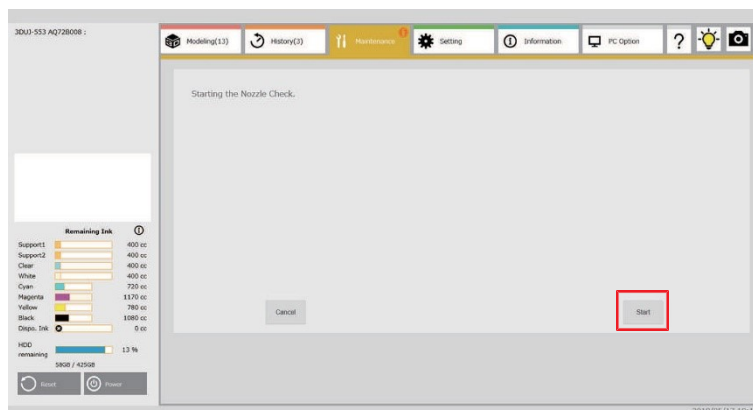 3DUJ-553 AQ728008 ;
Modeling(13)
History(3)
Maintenance
Setting
Information
PC Option
?
Starting the Nozzle Check.
Remaining Ink
Support1 400 cc
Support2 400 cc
Clear 400 cc
White 400 cc
Cyan 720 cc
Magenta 1170 cc
Yellow 780 cc
Black 1080 cc
Dispo. Ink 0 cc
HDD
remaining 13 %
58GB / 425GB
Reset
Power
Cancel
Start